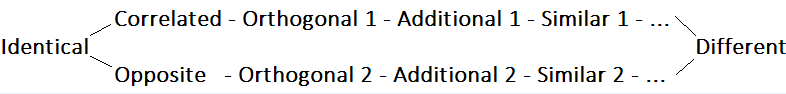 Correlated - Orthogonal 1 - Additional 1 - Similar 1 - ...
Identical Different
Opposite - Orthogonal 2 - Additional 2 - Similar 2 - ...